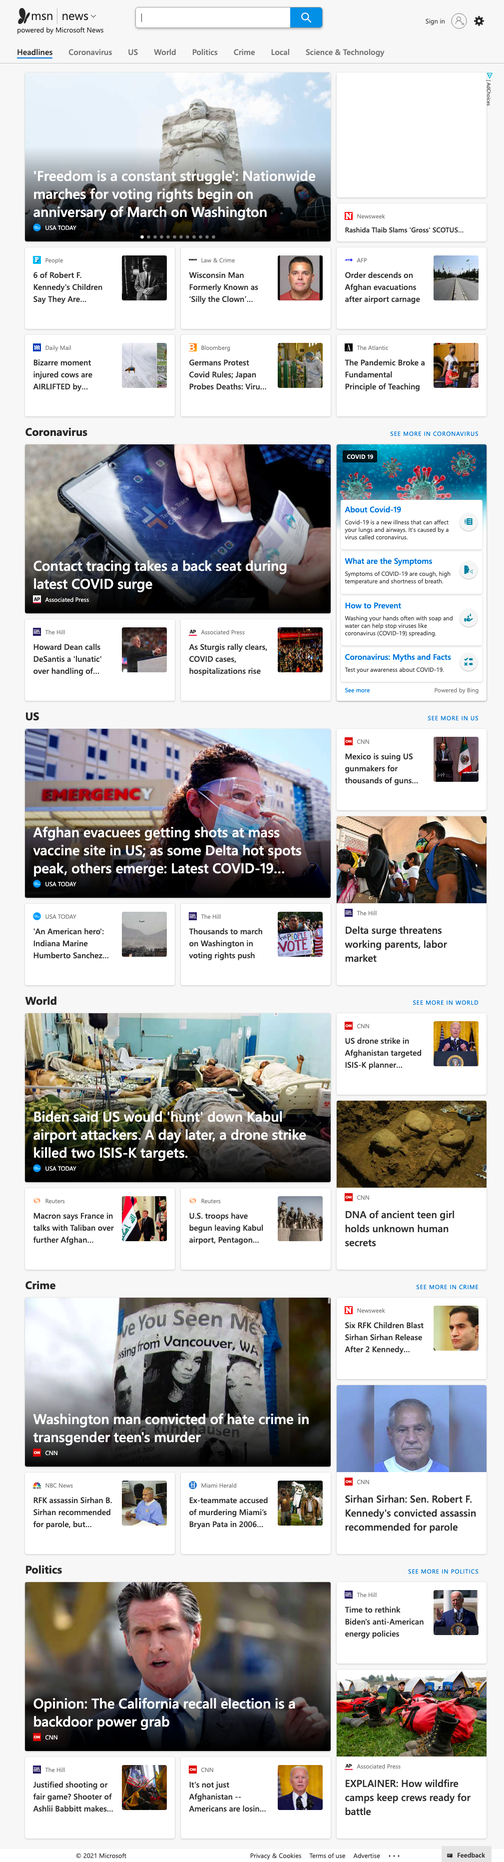 msn | news
powered by Microsoft News
Sign in
Headlines Coronavirus US World Politics Crime Local Science & Technology
AdChoices
'Freedom is a constant struggle': Nationwide
marches for voting rights begin on
anniversary of March on Washington
USA TODAY
Newsweek
Rashida Tlaib Slams 'Gross' SCOTUS...
People
6 of Robert F.
Kennedy's Children
Say They Are...
Law & Crime
Wisconsin Man
Formerly Known as
'Silly the Clown'...
AFP
Order descends on
Afghan evacuations
after airport carnage
Daily Mail
Bizarre moment
injured cows are
AIRLIFTED by...
Bloomberg
Germans Protest
Covid Rules; Japan
Probes Deaths: Viru...
The Atlantic
The Pandemic Broke a
Fundamental
Principle of Teaching
Coronavirus
SEE MORE IN CORONAVIRUS
Contact tracing takes a back seat during
latest COVID surge
Associated Press
COVID 19
About Covid-19
Covid-19 is a new illness that can affect
your lungs and airways. It's caused by a
virus called coronavirus.
What are the Symptoms
Symptoms of COVID-19 are cough, high
temperature and shortness of breath.
How to Prevent
Washing your hands often with soap and
water can help stop viruses like
coronavirus (COVID-19) spreading.
Coronavirus: Myths and Facts
Test your awareness about COVID-19.
See more
Powered by Bing
The Hill
Howard Dean calls
DeSantis a 'lunatic'
over handling of...
Associated Press
As Sturgis rally clears,
COVID cases,
hospitalizations rise
US
SEE MORE IN US
EMERGENCY
Afghan evacuees getting shots at mass
vaccine site in US; as some Delta hot spots
peak, others emerge: Latest COVID-19...
USA TODAY
CNN
Mexico is suing US
gunmakers for
thousands of guns...
The Hill
Delta surge threatens
working parents, labor
market
USA TODAY
'An American hero':
Indiana Marine
Humberto Sanchez...
The Hill
Thousands to march
on Washington in
voting rights push
PEOPLE
VOTE
World
SEE MORE IN WORLD
Biden said US would 'hunt' down Kabul
airport attackers. A day later, a drone strike
killed two ISIS-K targets.
USA TODAY
CNN
US drone strike in
Afghanistan targeted
ISIS-K planner...
CNN
DNA of ancient teen girl
holds unknown human
secrets
Reuters
Macron says France in
talks with Taliban over
further Afghan...
Reuters
U.S. troops have
begun leaving Kabul
airport, Pentagon...
Crime
SEE MORE IN CRIME
ve You Seen Me
sing from Vancouver, WA
Washington man convicted of hate crime in
transgender teen's murder
CNN
Newsweek
Six RFK Children Blast
Sirhan Sirhan Release
After 2 Kennedy...
CNN
Sirhan Sirhan: Sen. Robert F.
Kennedy's convicted assassin
recommended for parole
NBC News
RFK assassin Sirhan B.
Sirhan recommended
for parole, but...
Miami Herald
Ex-teammate accused
of murdering Miami's
Bryan Pata in 2006...
Politics
SEE MORE IN POLITICS
Opinion: The California recall election is a
backdoor power grab
CNN
The Hill
Time to rethink
Biden's anti-American
energy policies
Associated Press
EXPLAINER: How wildfire
camps keep crews ready for
battle
The Hill
Justified shooting or
fair game? Shooter of
Ashlii Babbitt makes...
CNN
It's not just
Afghanistan --
Americans are losin...
© 2021 Microsoft
Privacy & Cookies Terms of use Advertise
Feedback